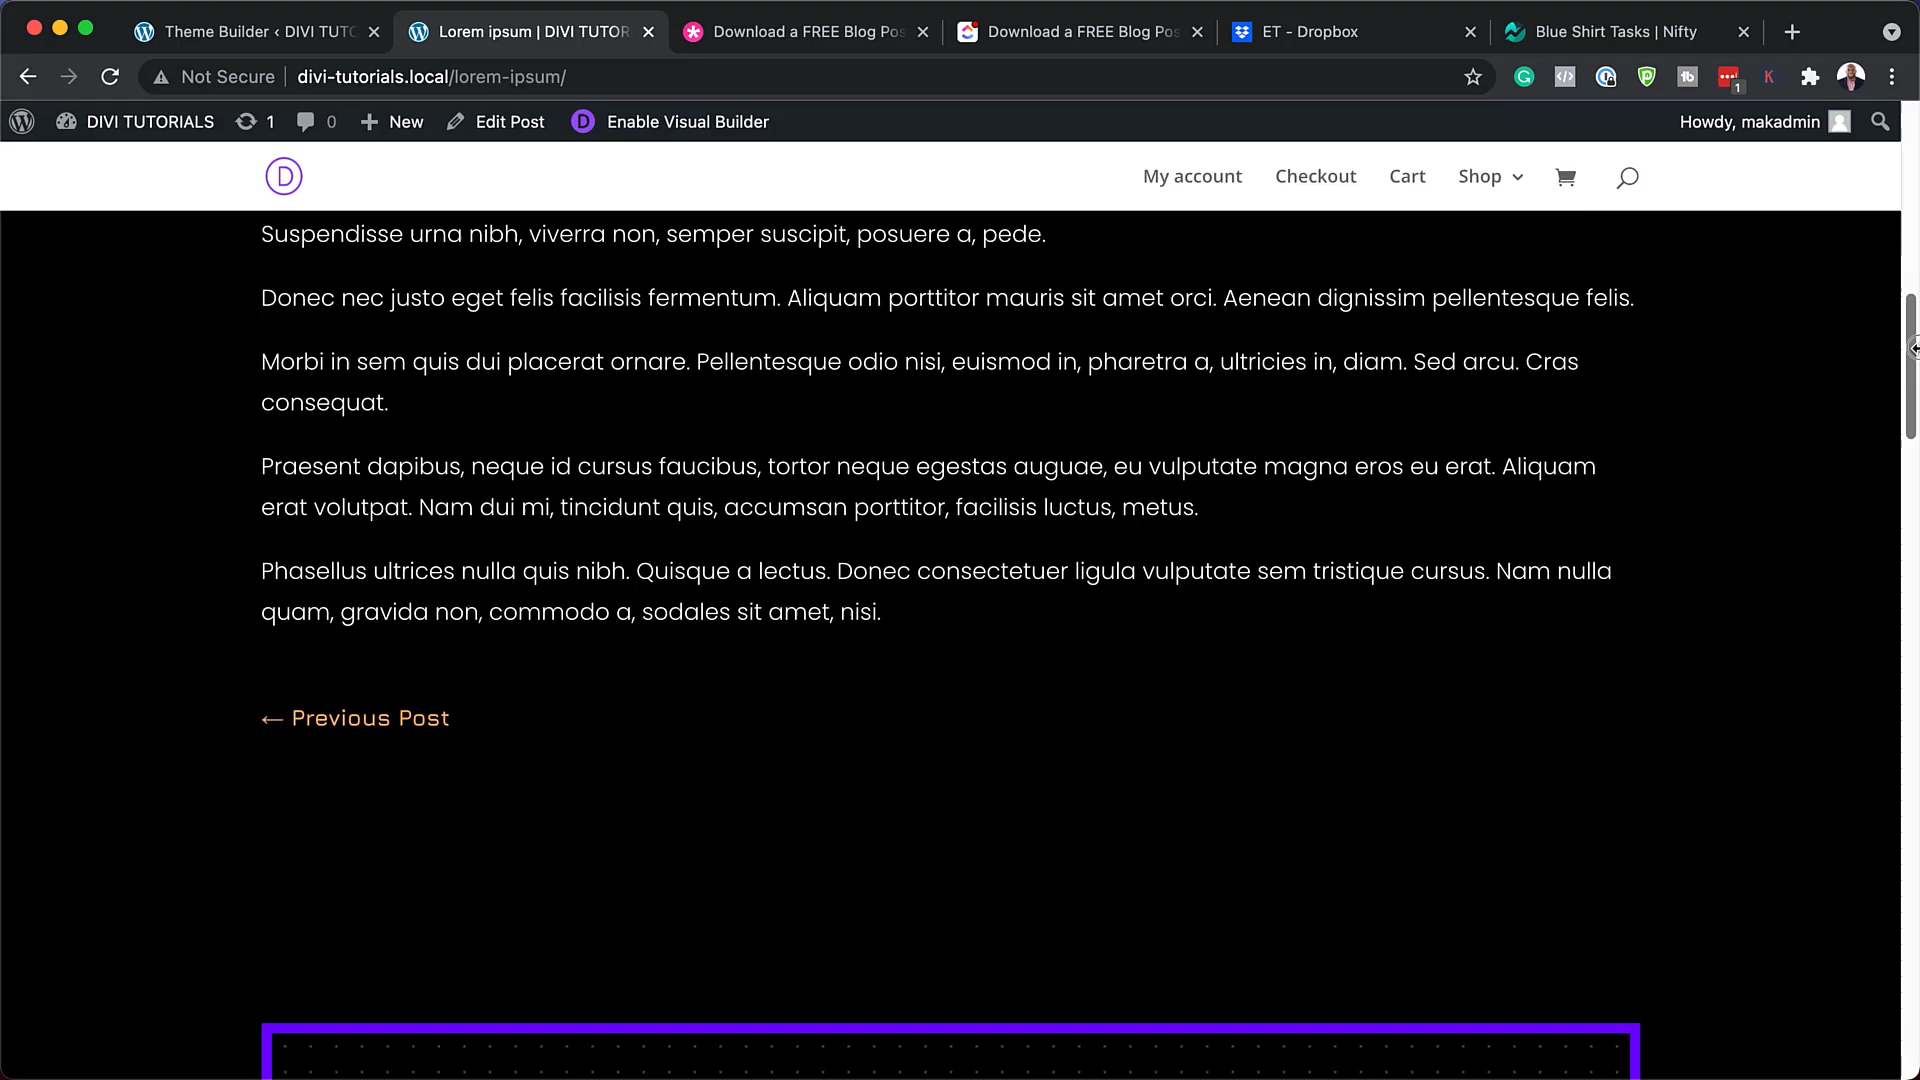 Theme Builder ‹ DIVI TUTC
Lorem ipsum | DIVI TUTOR
Download a FREE Blog Pos
Download a FREE Blog Pos
ET - Dropbox
Blue Shirt Tasks | Nifty
Not Secure
divi-tutorials.local/lorem-ipsum/
1
DIVI TUTORIALS
1
0
New
Edit Post
D
Enable Visual Builder
Howdy, makadmin
D
My account
Checkout
Cart
Shop
Suspendisse urna nibh, viverra non, semper suscipit, posuere a, pede.
Donec nec justo eget felis facilisis fermentum. Aliquam porttitor mauris sit amet orci. Aenean dignissim pellentesque felis.
Morbi in sem quis dui placerat ornare. Pellentesque odio nisi, euismod in, pharetra a, ultricies in, diam. Sed arcu. Cras
consequat.
Praesent dapibus, neque id cursus faucibus, tortor neque egestas auguae, eu vulputate magna eros eu erat. Aliquam
erat volutpat. Nam dui mi, tincidunt quis, accumsan porttitor, facilisis luctus, metus.
Phasellus ultrices nulla quis nibh. Quisque a lectus. Donec consectetuer ligula vulputate sem tristique cursus. Nam nulla
quam, gravida non, commodo a, sodales sit amet, nisi.
← Previous Post